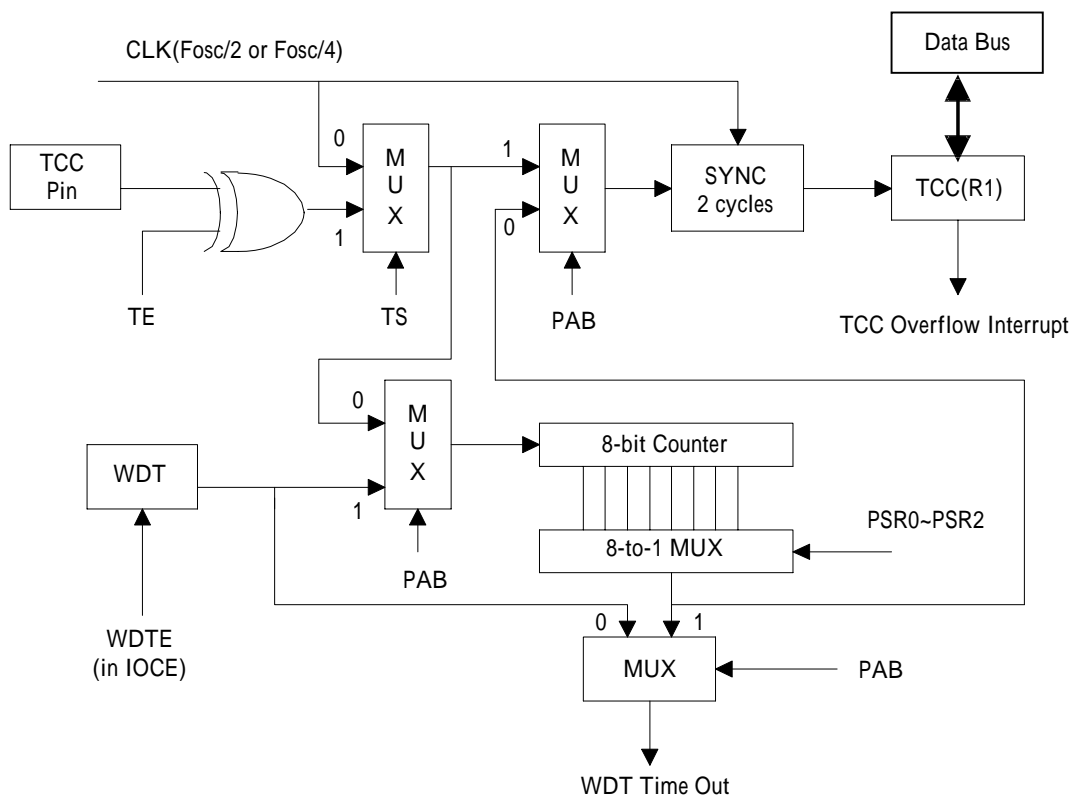 CLK(Fosc/2 or Fosc/4)
Data Bus
TCC
Pin
0
1
M
U
X
1
0
M
U
X
SYNC
2 cycles
TCC(R1)
TE
TS
PAB
TCC Overflow Interrupt
0
1
M
U
X
8-bit Counter
WDT
PSR0~PSR2
8-to-1 MUX
PAB
WDTE
(in IOCE)
0
1
MUX
PAB
WDT Time Out